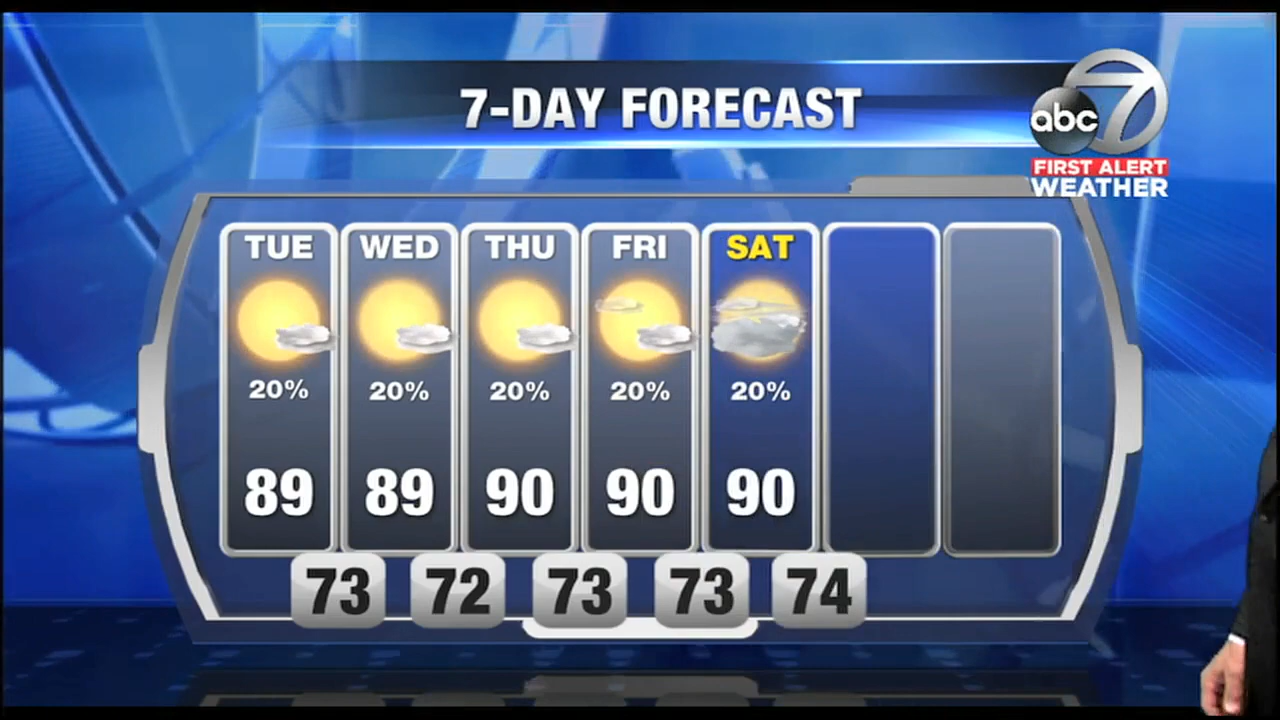 7-DAY FORECAST
abc 7
FIRST ALERT
WEATHER
TUE WED THU FRI SAT
20% 20% 20% 20% 20%
89 89 90 90 90
73 72 73 73 74